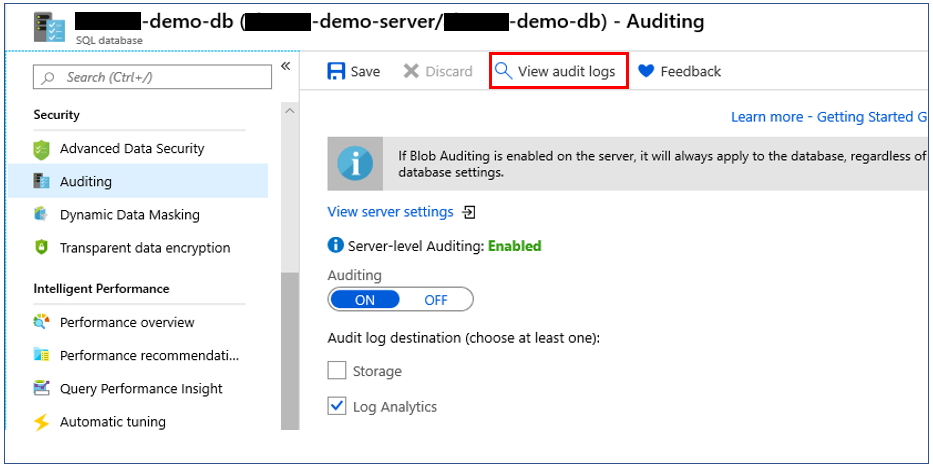 -demo-db ( -demo-server/ -demo-db) - Auditing
SQL database
Search (Ctrl+/)
«
Security
Advanced Data Security
Auditing
Dynamic Data Masking
Transparent data encryption
Intelligent Performance
Performance overview
Performance recommendati...
Query Performance Insight
Automatic tuning
Save Discard View audit logs Feedback
Learn more - Getting Started G
If Blob Auditing is enabled on the server, it will always apply to the database, regardless of
database settings.
View server settings
Server-level Auditing: Enabled
Auditing
ON OFF
Audit log destination (choose at least one):
Storage
Log Analytics